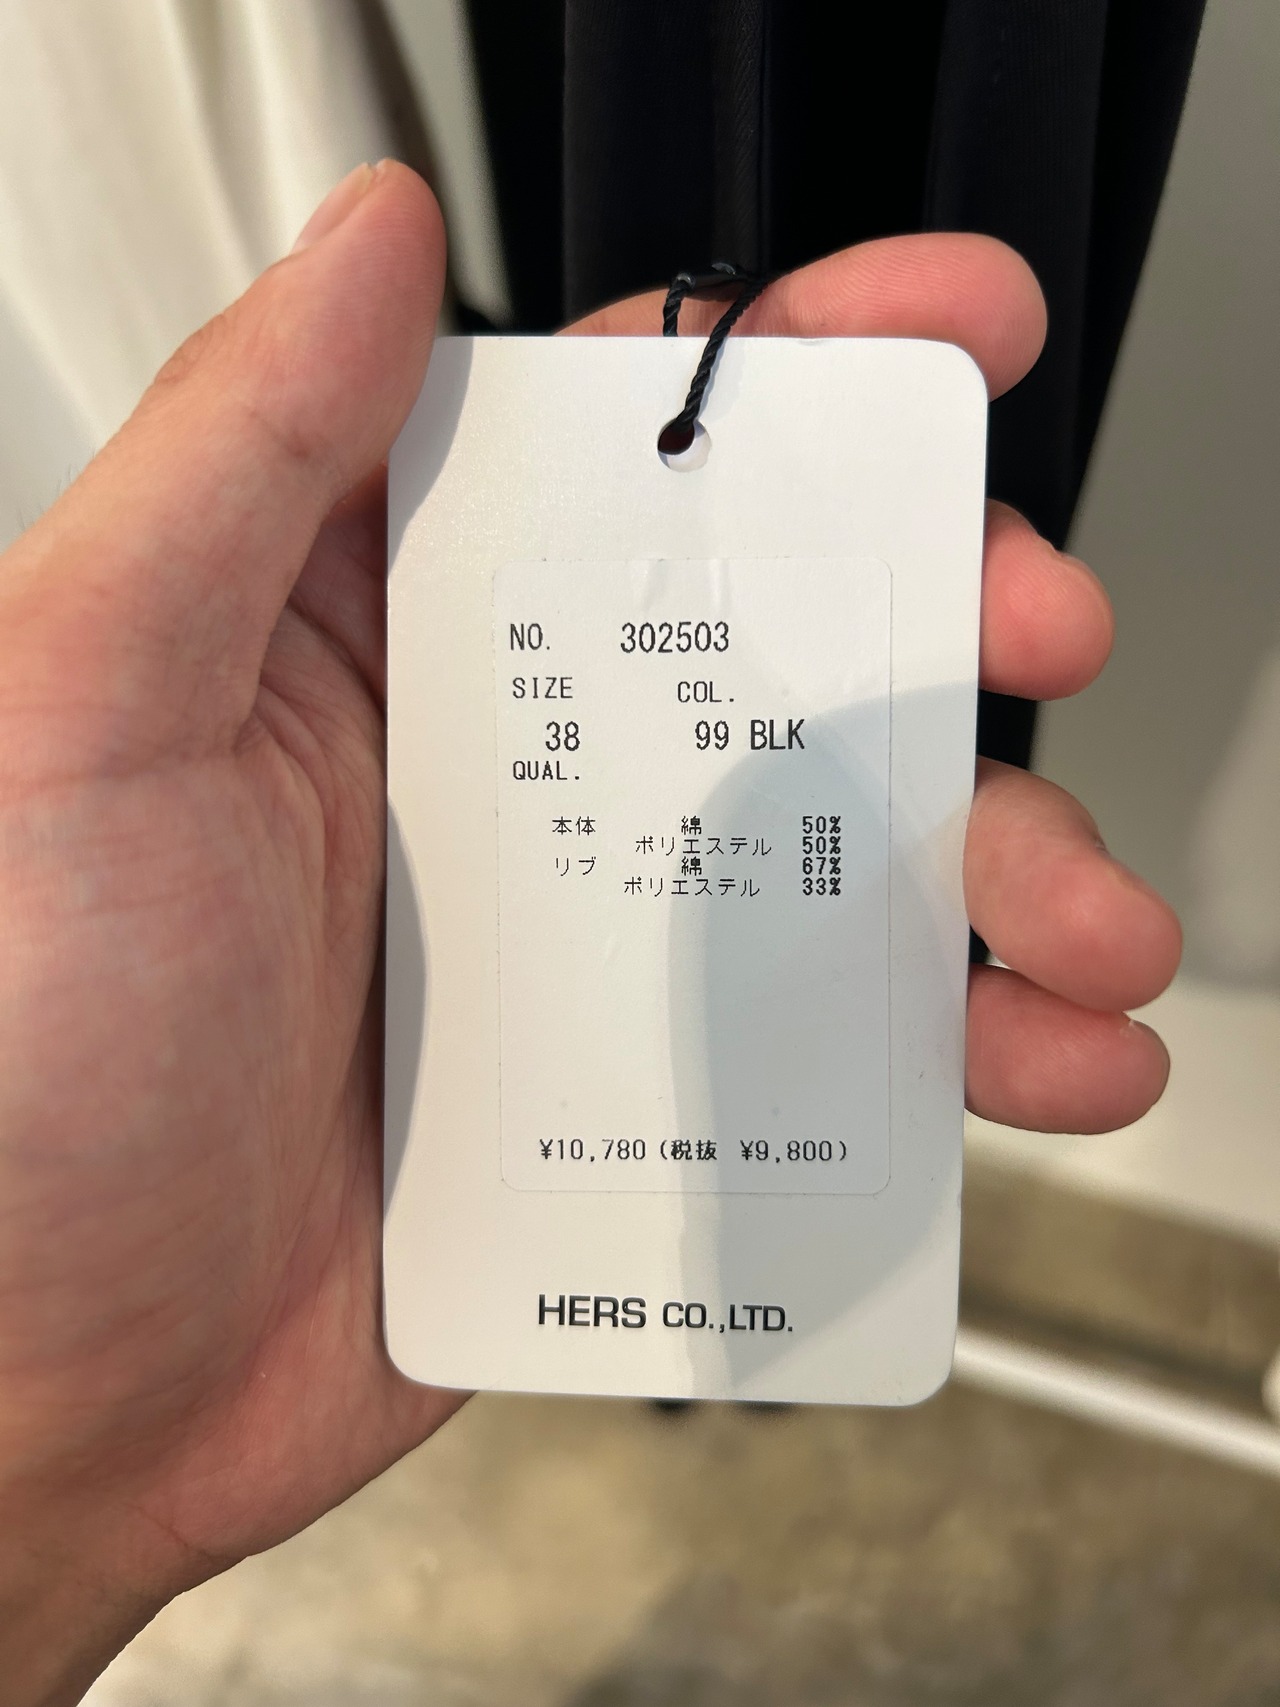 NO. 302503
SIZE COL.
38 99 BLK
QUAL.
本体 綿 50%
ポリエステル 50%
リブ 綿 67%
ポリエステル 33%
¥10,780(税抜 ¥9,800)
HERS CO.,LTD.